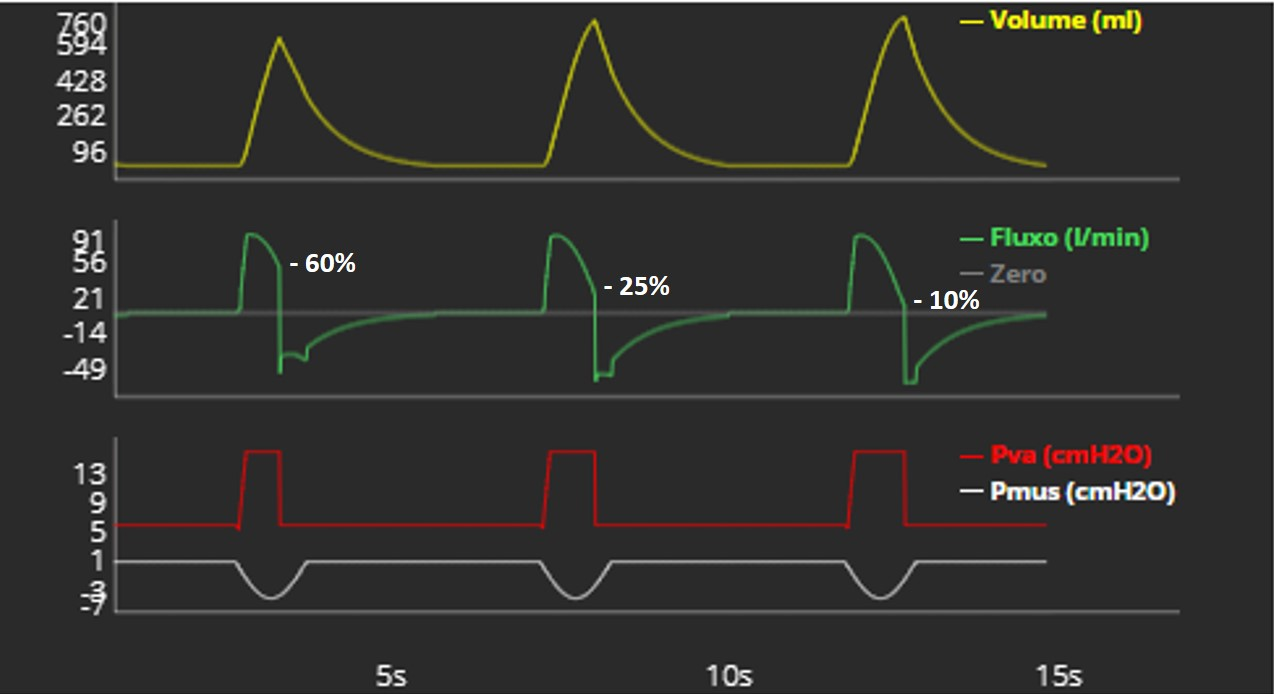 760
594
428
262
96
Volume (ml)
91
56
21
-14
-49
Fluxo (l/min)
Zero
- 60%
- 25%
- 10%
13
9
5
1
-3
-7
Pva (cmH2O)
Pmus (cmH2O)
5s
10s
15s